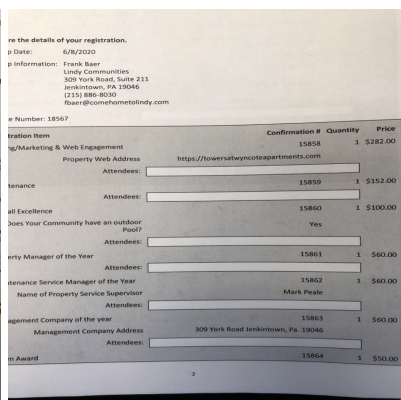 re the details of your registration.
p Date: 6/8/2020
p Information: Frank Baer
Lindy Communities
309 York Road, Suite 211
Jenkintown, PA 19046
(215) 886-8030
fbaer@comehometolindy.com
e Number: 18567
tration Item Confirmation # Quantity Price
ng/Marketing & Web Engagement 15858 1 $282.00
Property Web Address https://towersatwyncoteapartments.com
Attendees:
tenance 15859 1 $152.00
Attendees:
all Excellence 15860 1 $100.00
Does Your Community have an outdoor Yes
Pool?
Attendees:
erty Manager of the Year 15861 1 $60.00
Attendees:
ntenance Service Manager of the Year 15862 1 $60.00
Name of Property Service Supervisor Mark Peale
Attendees:
agement Company of the year 15863 1 $60.00
Management Company Address 309 York Road Jenkintown, Pa. 19046
Attendees:
n Award 15864 1 $50.00
2